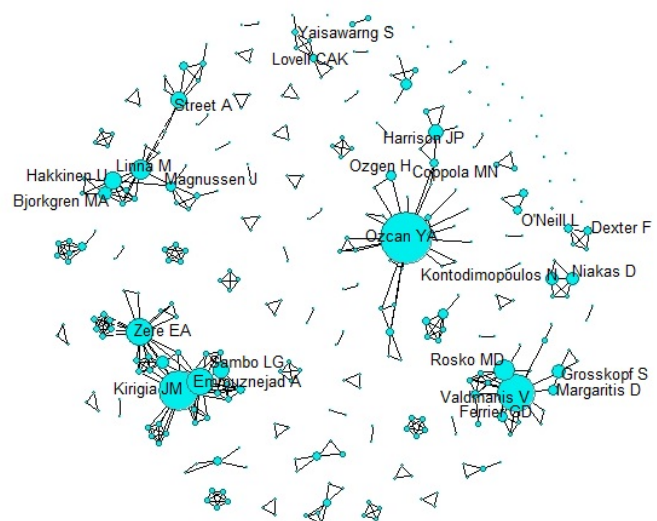 Yaisawarng S
Lovell CAK
Street A
Harrison JP
Linna M
Ozgen H
Coppola MN
Hakkinen U
Magnussen J
Bjorkgren MA
O'Neill L
Dexter F
Ozcan YA
Kontodimopoulos N
Niakas D
Zere EA
Sambo LG
Rosko MD
Grosskopf S
Kirigia JM
Emrouznejad A
Valdmanis V
Margaritis D
Ferrier GD